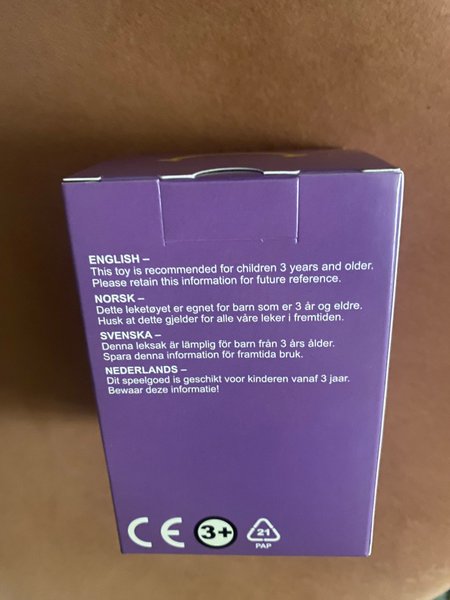 ENGLISH –
This toy is recommended for children 3 years and older.
Please retain this information for future reference.
NORSK –
Dette leketøyet er egnet for barn som er 3 år og eldre.
Husk at dette gjelder for alle våre leker i fremtiden.
SVENSKA –
Denna leksak är lämplig för barn från 3 års ålder.
Spara denna information för framtida bruk.
NEDERLANDS –
Dit speelgoed is geschikt voor kinderen vanaf 3 jaar.
Bewaar deze informatie!
CE 3+ 21
PAP